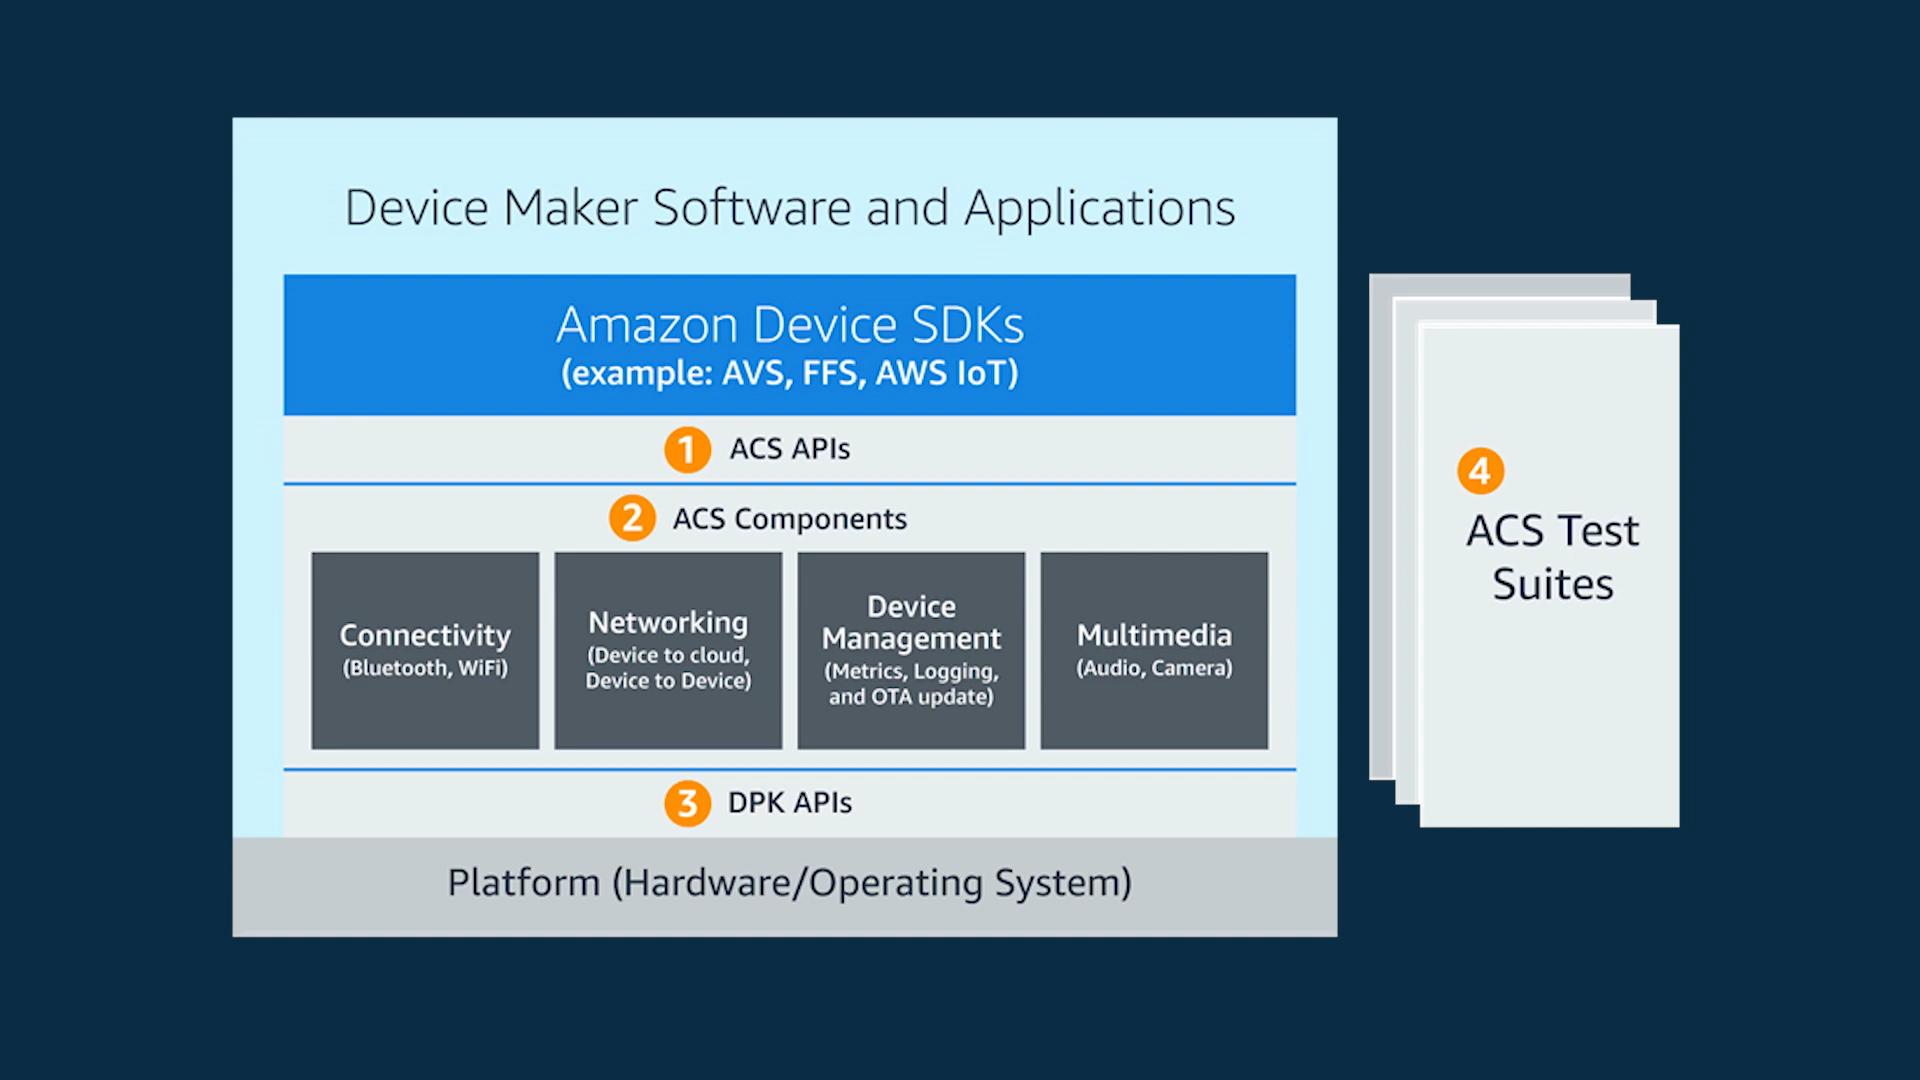 Device Maker Software and Applications
Amazon Device SDKs
(example: AVS, FFS, AWS IoT)
1 ACS APIs
2 ACS Components
Connectivity
(Bluetooth, WiFi)
Networking
(Device to cloud,
Device to Device)
Device
Management
(Metrics, Logging,
and OTA update)
Multimedia
(Audio, Camera)
3 DPK APIs
Platform (Hardware/Operating System)
4
ACS Test
Suites